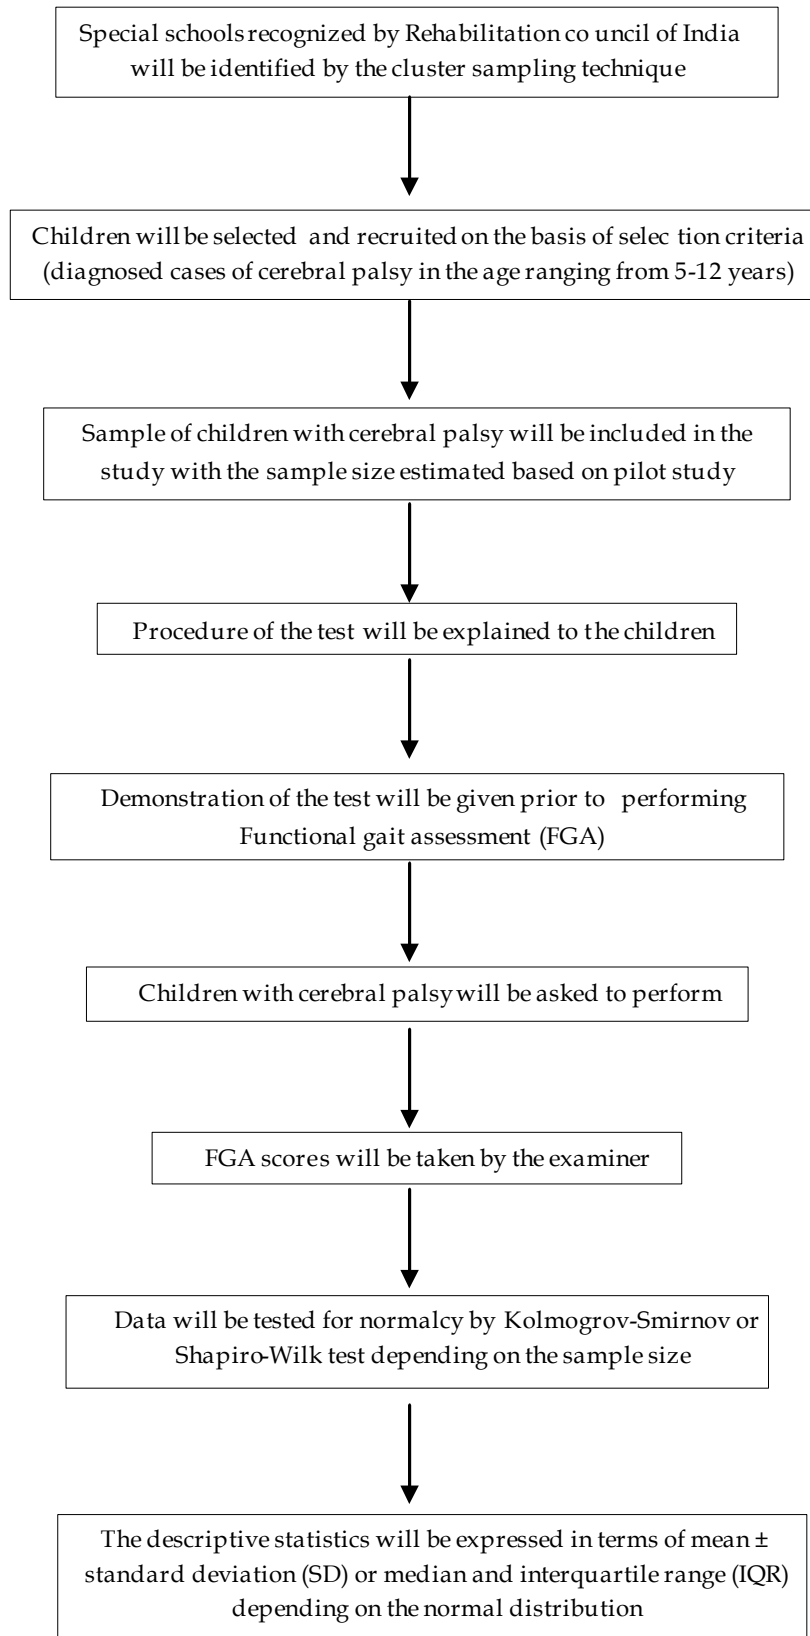 Special schools recognized by Rehabilitation co uncil of India
will be identified by the cluster sampling technique
Children will be selected and recruited on the basis of selec tion criteria
(diagnosed cases of cerebral palsy in the age ranging from 5-12 years)
Sample of children with cerebral palsy will be included in the
study with the sample size estimated based on pilot study
Procedure of the test will be explained to the children
Demonstration of the test will be given prior to performing
Functional gait assessment (FGA)
Children with cerebral palsy will be asked to perform
FGA scores will be taken by the examiner
Data will be tested for normalcy by Kolmogrov-Smirnov or
Shapiro-Wilk test depending on the sample size
The descriptive statistics will be expressed in terms of mean ±
standard deviation (SD) or median and interquartile range (IQR)
depending on the normal distribution